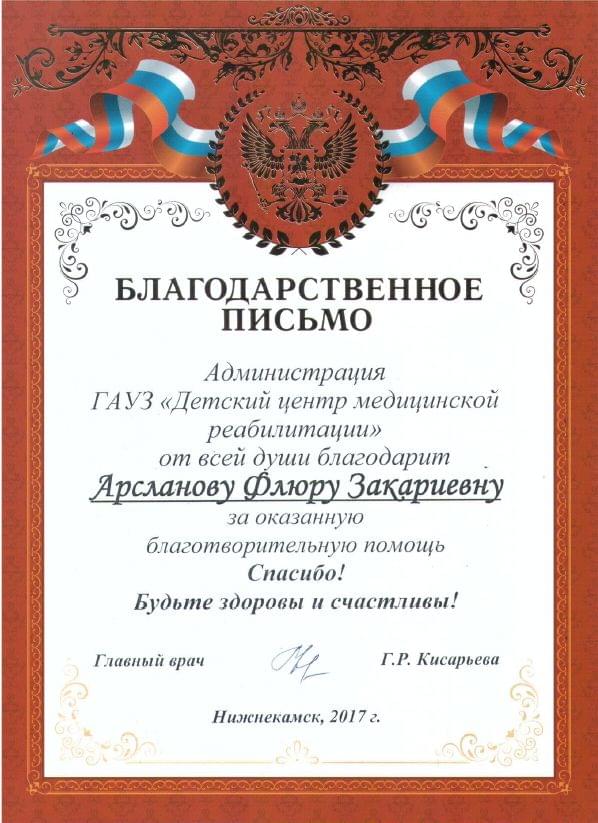 БЛАГОДАРСТВЕННОЕ
ПИСЬМО
Администрация
ГАУЗ «Детский центр медицинской
реабилитации»
от всей души благодарит
Арсланову Флюру Закариевну
за оказанную
благотворительную помощь
Спасибо!
Будьте здоровы и счастливы!
Главный врач Г.Р. Кисарьева
Нижнекамск, 2017 г.